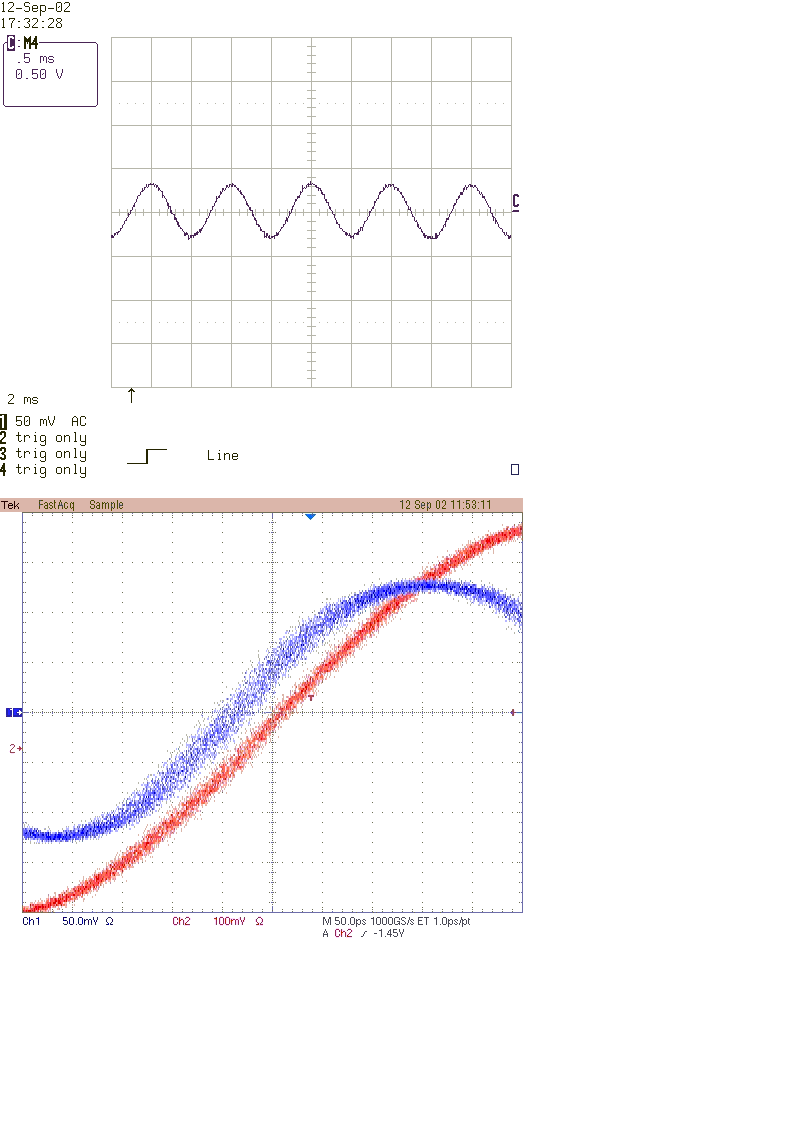 12-Sep-02
17:32:28
C:M4
.5 ms
0.50 V
C
2 ms
1 50 mV AC
2 trig only
3 trig only
4 trig only
Line
Tek FastAcq Sample 12 Sep 02 11:53:11
1
T
2
Ch1 50.0mV Ω Ch2 100mV Ω M 50.0ps 1000GS/s ET 1.0ps/pt
A Ch2 ∕ -1.45V